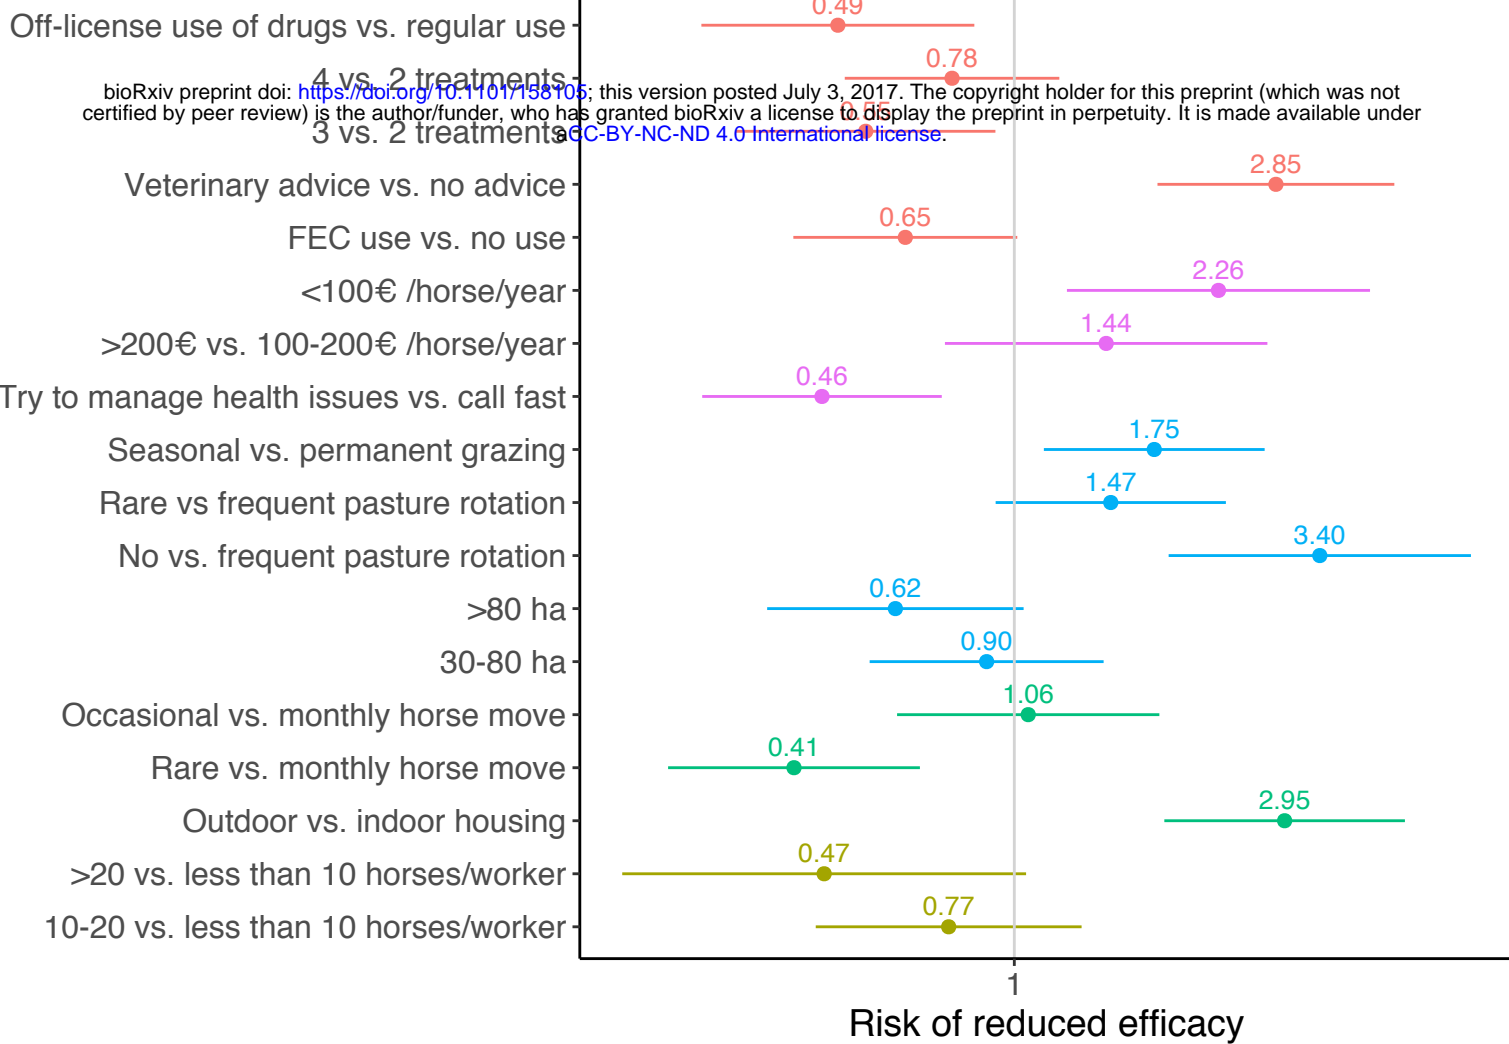 0.49
Off-license use of drugs vs. regular use
0.78
4 vs. 2 treatments
bioRxiv preprint doi: https://doi.org/10.1101/158105; this version posted July 3, 2017. The copyright holder for this preprint (which was not
certified by peer review) is the author/funder, who has granted bioRxiv a license to display the preprint in perpetuity. It is made available under
0.55
3 vs. 2 treatments
aCC-BY-NC-ND 4.0 International license.
2.85
Veterinary advice vs. no advice
0.65
FEC use vs. no use
2.26
<100€ /horse/year
1.44
>200€ vs. 100-200€ /horse/year
0.46
Try to manage health issues vs. call fast
1.75
Seasonal vs. permanent grazing
1.47
Rare vs frequent pasture rotation
3.40
No vs. frequent pasture rotation
0.62
>80 ha
0.90
30-80 ha
1.06
Occasional vs. monthly horse move
0.41
Rare vs. monthly horse move
2.95
Outdoor vs. indoor housing
0.47
>20 vs. less than 10 horses/worker
0.77
10-20 vs. less than 10 horses/worker
1
Risk of reduced efficacy